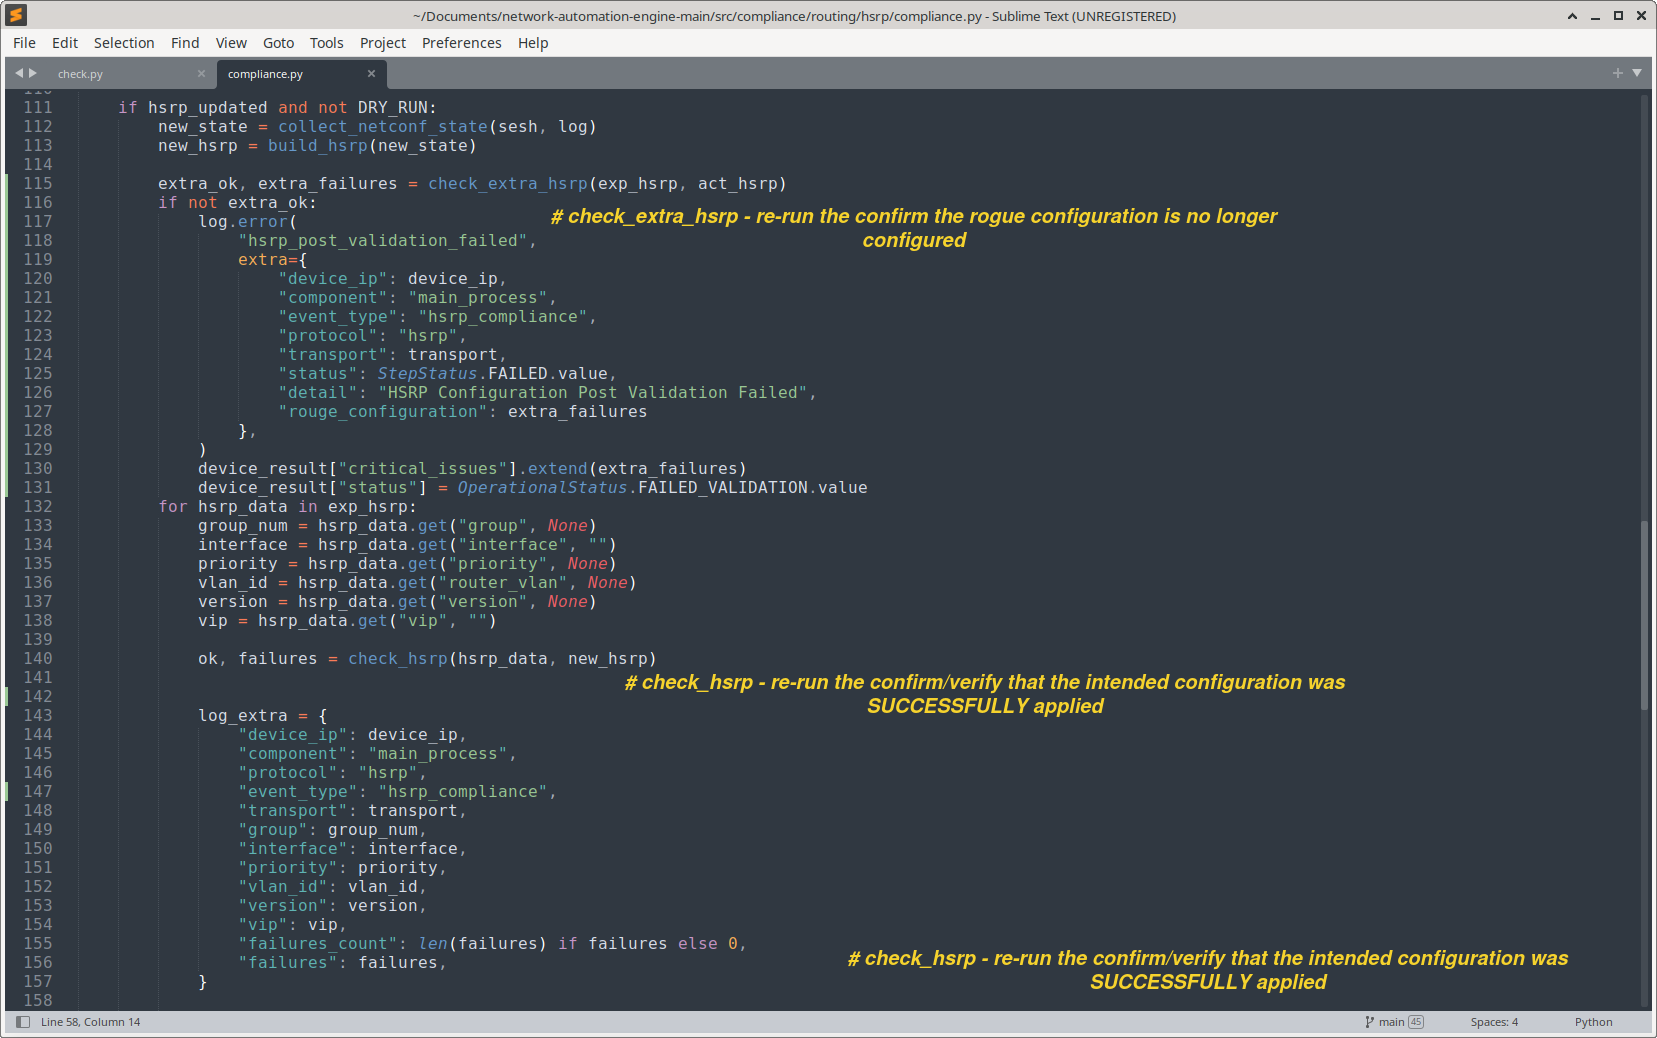 ~/Documents/network-automation-engine-main/src/compliance/routing/hsrp/compliance.py - Sublime Text (UNREGISTERED)
File Edit Selection Find View Goto Tools Project Preferences Help
check.py × compliance.py ×
110
111 if hsrp_updated and not DRY_RUN:
112 new_state = collect_netconf_state(sesh, log)
113 new_hsrp = build_hsrp(new_state)
114
115 extra_ok, extra_failures = check_extra_hsrp(exp_hsrp, act_hsrp)
116 if not extra_ok:
117 log.error(
# check_extra_hsrp - re-run the confirm the rogue configuration is no longer
configured
118 "hsrp_post_validation_failed",
119 extra={
120 "device_ip": device_ip,
121 "component": "main_process",
122 "event_type": "hsrp_compliance",
123 "protocol": "hsrp",
124 "transport": transport,
125 "status": StepStatus.FAILED.value,
126 "detail": "HSRP Configuration Post Validation Failed",
127 "rouge_configuration": extra_failures
128 },
129 )
130 device_result["critical_issues"].extend(extra_failures)
131 device_result["status"] = OperationalStatus.FAILED_VALIDATION.value
132 for hsrp_data in exp_hsrp:
133 group_num = hsrp_data.get("group", None)
134 interface = hsrp_data.get("interface", "")
135 priority = hsrp_data.get("priority", None)
136 vlan_id = hsrp_data.get("router_vlan", None)
137 version = hsrp_data.get("version", None)
138 vip = hsrp_data.get("vip", "")
139
140 ok, failures = check_hsrp(hsrp_data, new_hsrp)
141
# check_hsrp - re-run the confirm/verify that the intended configuration was
SUCCESSFULLY applied
142
143 log_extra = {
144 "device_ip": device_ip,
145 "component": "main_process",
146 "protocol": "hsrp",
147 "event_type": "hsrp_compliance",
148 "transport": transport,
149 "group": group_num,
150 "interface": interface,
151 "priority": priority,
152 "vlan_id": vlan_id,
153 "version": version,
154 "vip": vip,
155 "failures_count": len(failures) if failures else 0,
156 "failures": failures,
# check_hsrp - re-run the confirm/verify that the intended configuration was
SUCCESSFULLY applied
157 }
158
Line 58, Column 14 main 45 Spaces: 4 Python